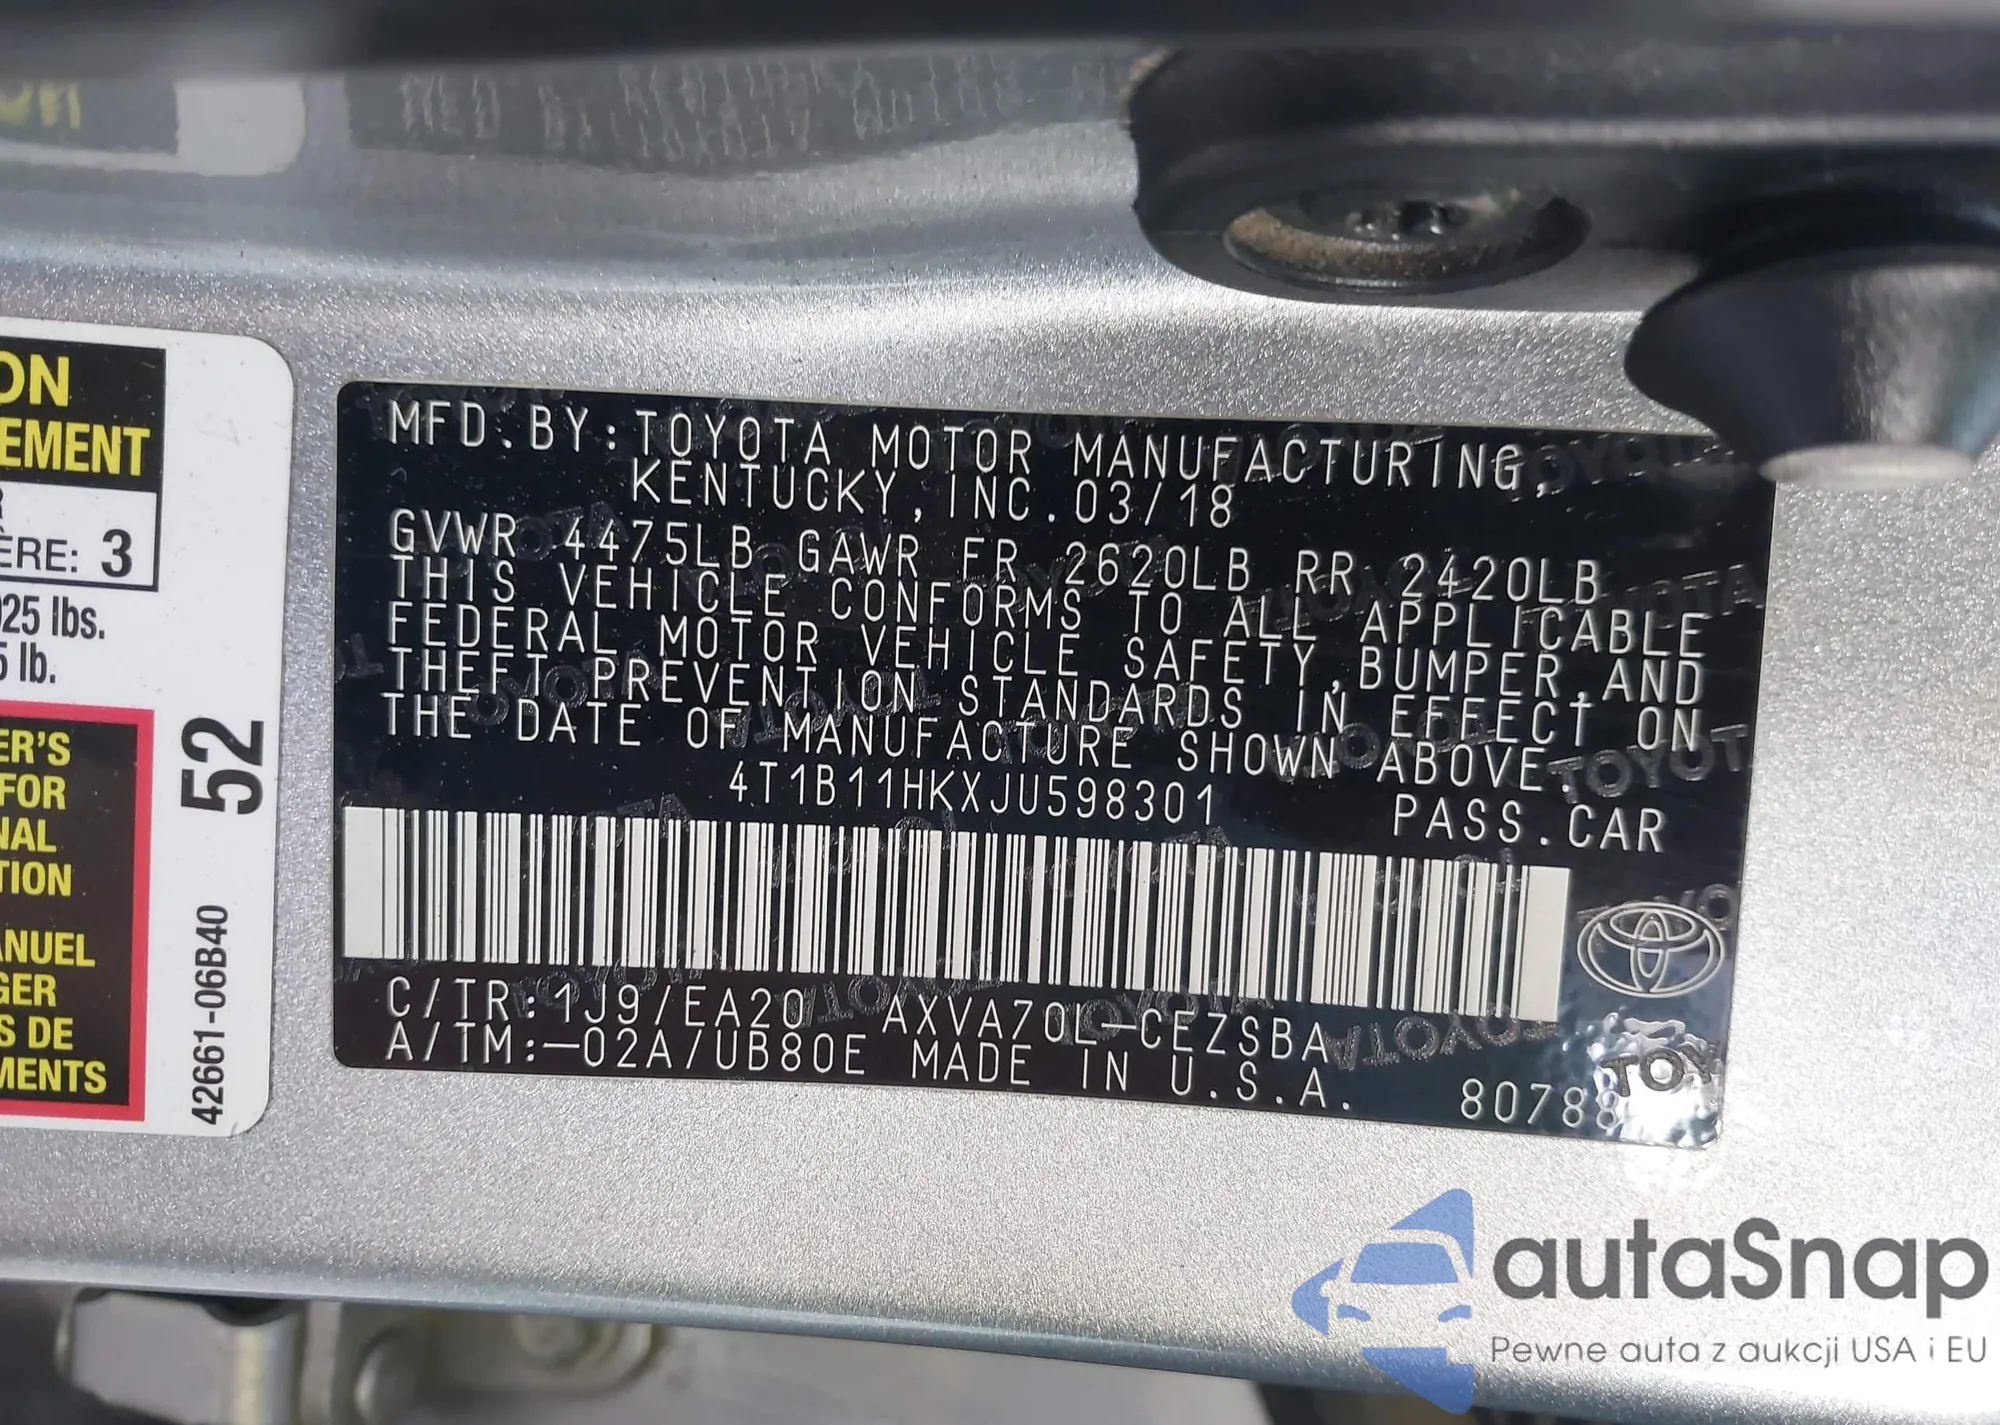 ON
EMENT
ÈRE: 3
025 lbs.
5 lb.
ER'S
FOR
NAL
TION
ANUEL
GER
S DE
MENTS
52
42661-06B40
MFD.BY:TOYOTA MOTOR MANUFACTURING,
KENTUCKY,INC.03/18
GVWR 4475LB GAWR FR 2620LB RR 2420LB
THIS VEHICLE CONFORMS TO ALL APPLICABLE
FEDERAL MOTOR VEHICLE SAFETY,BUMPER,AND
THEFT PREVENTION STANDARDS IN EFFECT ON
THE DATE OF MANUFACTURE SHOWN ABOVE.
4T1B11HKXJU598301 PASS.CAR
C/TR:1J9/EA20 AXVA70L-CEZSBA
A/TM:-02A/UB80E MADE IN U.S.A.
autaSnap
Pewne auta z aukcji USA i EU